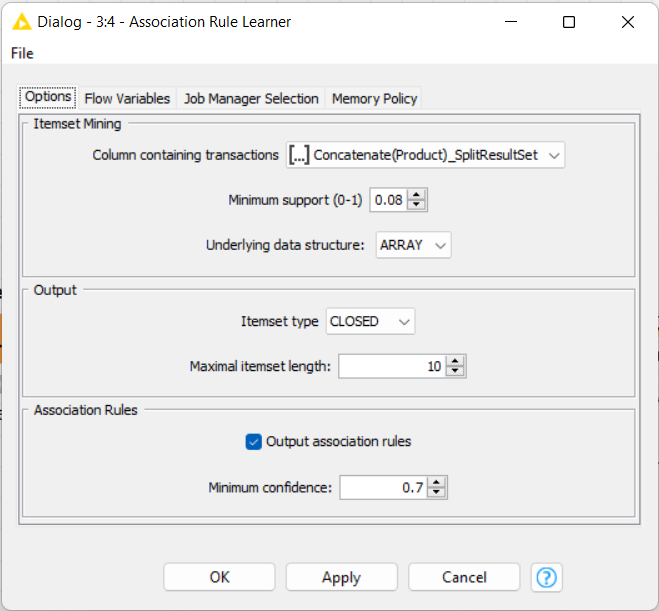 Dialog - 3:4 - Association Rule Learner
File
Options Flow Variables Job Manager Selection Memory Policy
Itemset Mining
Column containing transactions [...] Concatenate(Product)_SplitResultSet
Minimum support (0-1) 0.08
Underlying data structure: ARRAY
Output
Itemset type CLOSED
Maximal itemset length: 10
Association Rules
Output association rules
Minimum confidence: 0.7
OK Apply Cancel ?